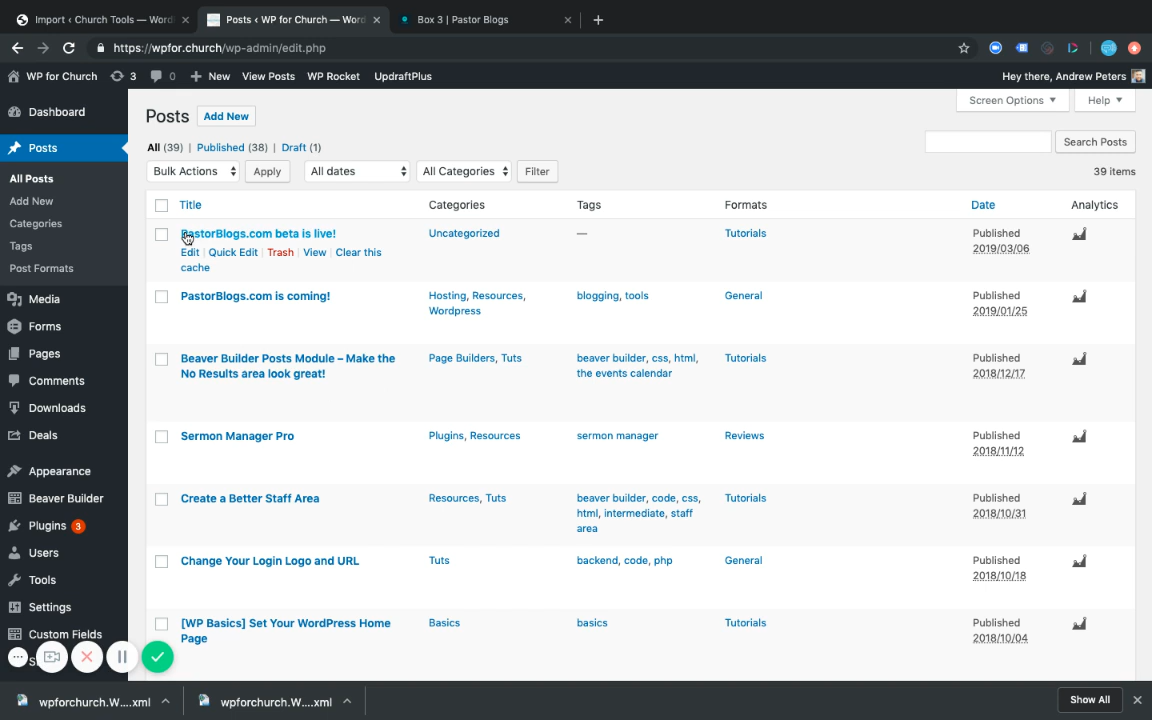 Import ‹ Church Tools — Word
Posts ‹ WP for Church — Word
Box 3 | Pastor Blogs
https://wpfor.church/wp-admin/edit.php
WP for Church 3 0 New View Posts WP Rocket UpdraftPlus
Hey there, Andrew Peters
Dashboard
Posts
All Posts
Add New
Categories
Tags
Post Formats
Media
Forms
Pages
Comments
Downloads
Deals
Appearance
Beaver Builder
Plugins 3
Users
Tools
Settings
Custom Fields
Posts Add New
Screen Options Help
All (39) | Published (38) | Draft (1)
Search Posts
Bulk Actions Apply All dates All Categories Filter
39 items
Title Categories Tags Formats Date Analytics
PastorBlogs.com beta is live! Uncategorized — Tutorials Published
2019/03/06
Edit | Quick Edit | Trash | View | Clear this
cache
PastorBlogs.com is coming! Hosting, Resources, blogging, tools General Published
Wordpress 2019/01/25
Beaver Builder Posts Module – Make the Page Builders, Tuts beaver builder, css, html, Tutorials Published
No Results area look great! the events calendar 2018/12/17
Sermon Manager Pro Plugins, Resources sermon manager Reviews Published
2018/11/12
Create a Better Staff Area Resources, Tuts beaver builder, code, css, Tutorials Published
html, intermediate, staff 2018/10/31
area
Change Your Login Logo and URL Tuts backend, code, php General Published
2018/10/18
[WP Basics] Set Your WordPress Home Basics basics Tutorials Published
Page 2018/10/04
wpforchurch.W....xml
wpforchurch.W....xml
Show All